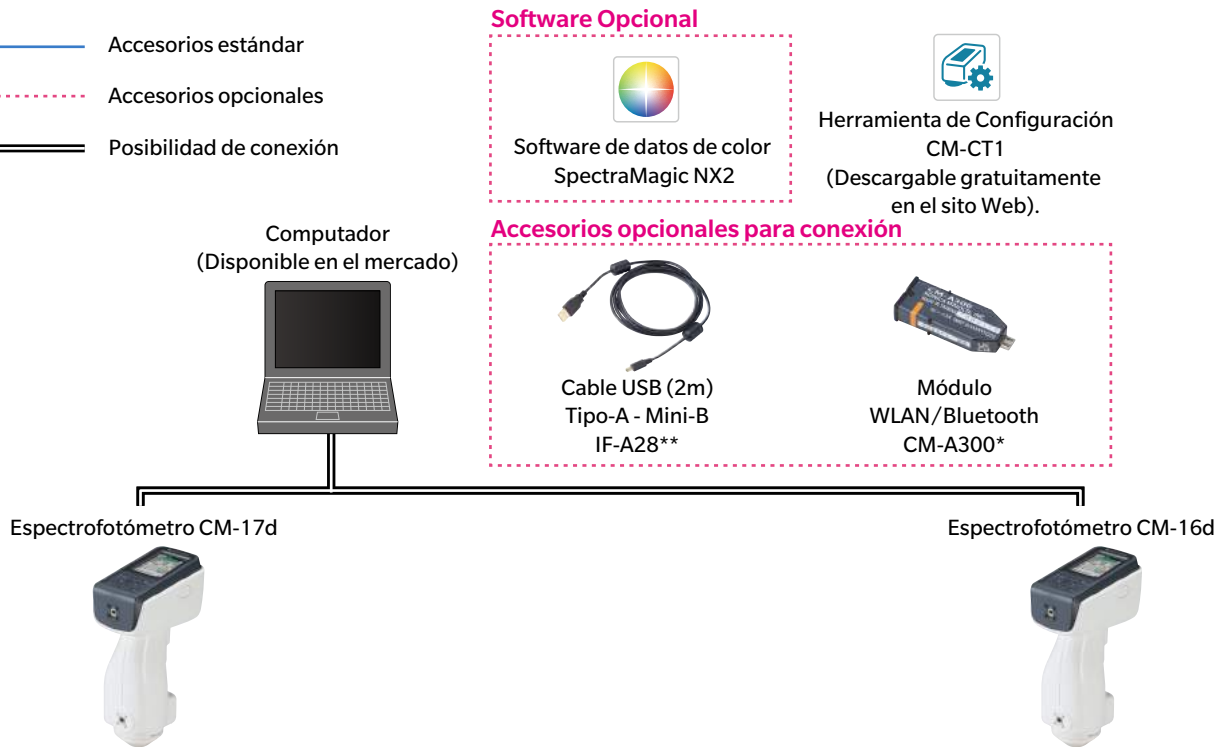 Accesorios estándar
Accesorios opcionales
Posibilidad de conexión
Software Opcional
Software de datos de color
SpectraMagic NX2
Herramienta de Configuración
CM-CT1
(Descargable gratuitamente
en el sito Web).
Computador
(Disponible en el mercado)
Accesorios opcionales para conexión
Cable USB (2m)
Tipo-A - Mini-B
IF-A28**
CM-A300
Módulo
WLAN/Bluetooth
CM-A300*
Espectrofotómetro CM-17d
Espectrofotómetro CM-16d